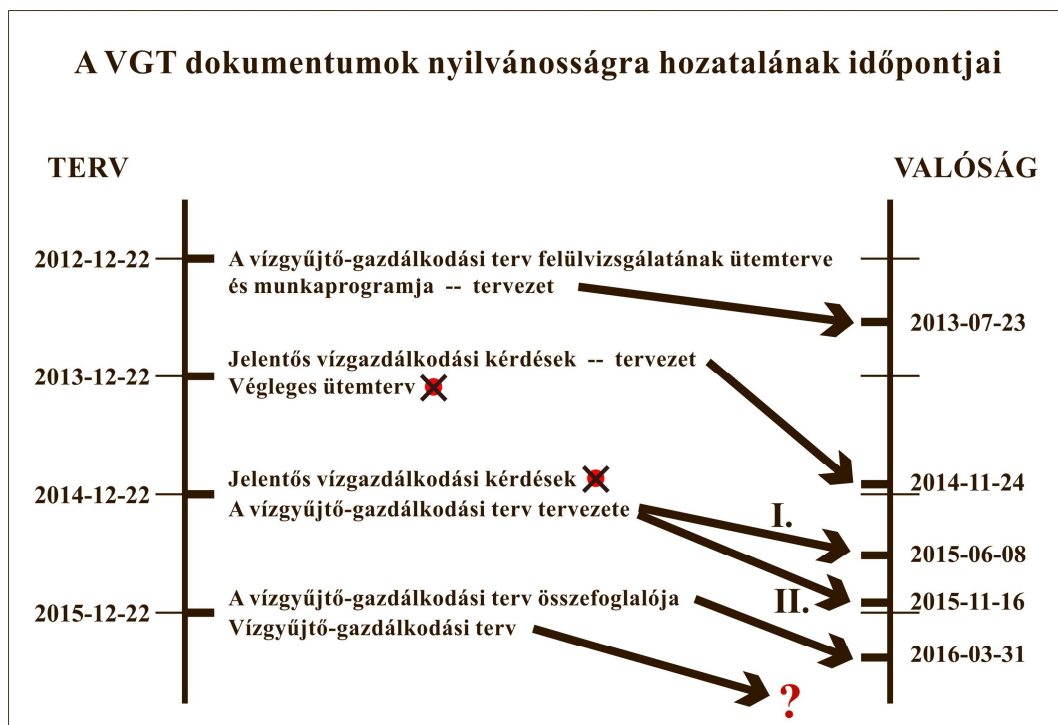 A VGT dokumentumok nyilvánosságra hozatalának időpontjai
TERV
VALÓSÁG
2012-12-22
A vízgyűjtő-gazdálkodási terv felülvizsgálatának ütemterve
és munkaprogramja -- tervezet
2013-07-23
2013-12-22
Jelentős vízgazdálkodási kérdések -- tervezet
Végleges ütemterv
2014-11-24
2014-12-22
Jelentős vízgazdálkodási kérdések
A vízgyűjtő-gazdálkodási terv tervezete
I.
2015-06-08
II.
2015-11-16
2015-12-22
A vízgyűjtő-gazdálkodási terv összefoglalója
Vízgyűjtő-gazdálkodási terv
2016-03-31
?